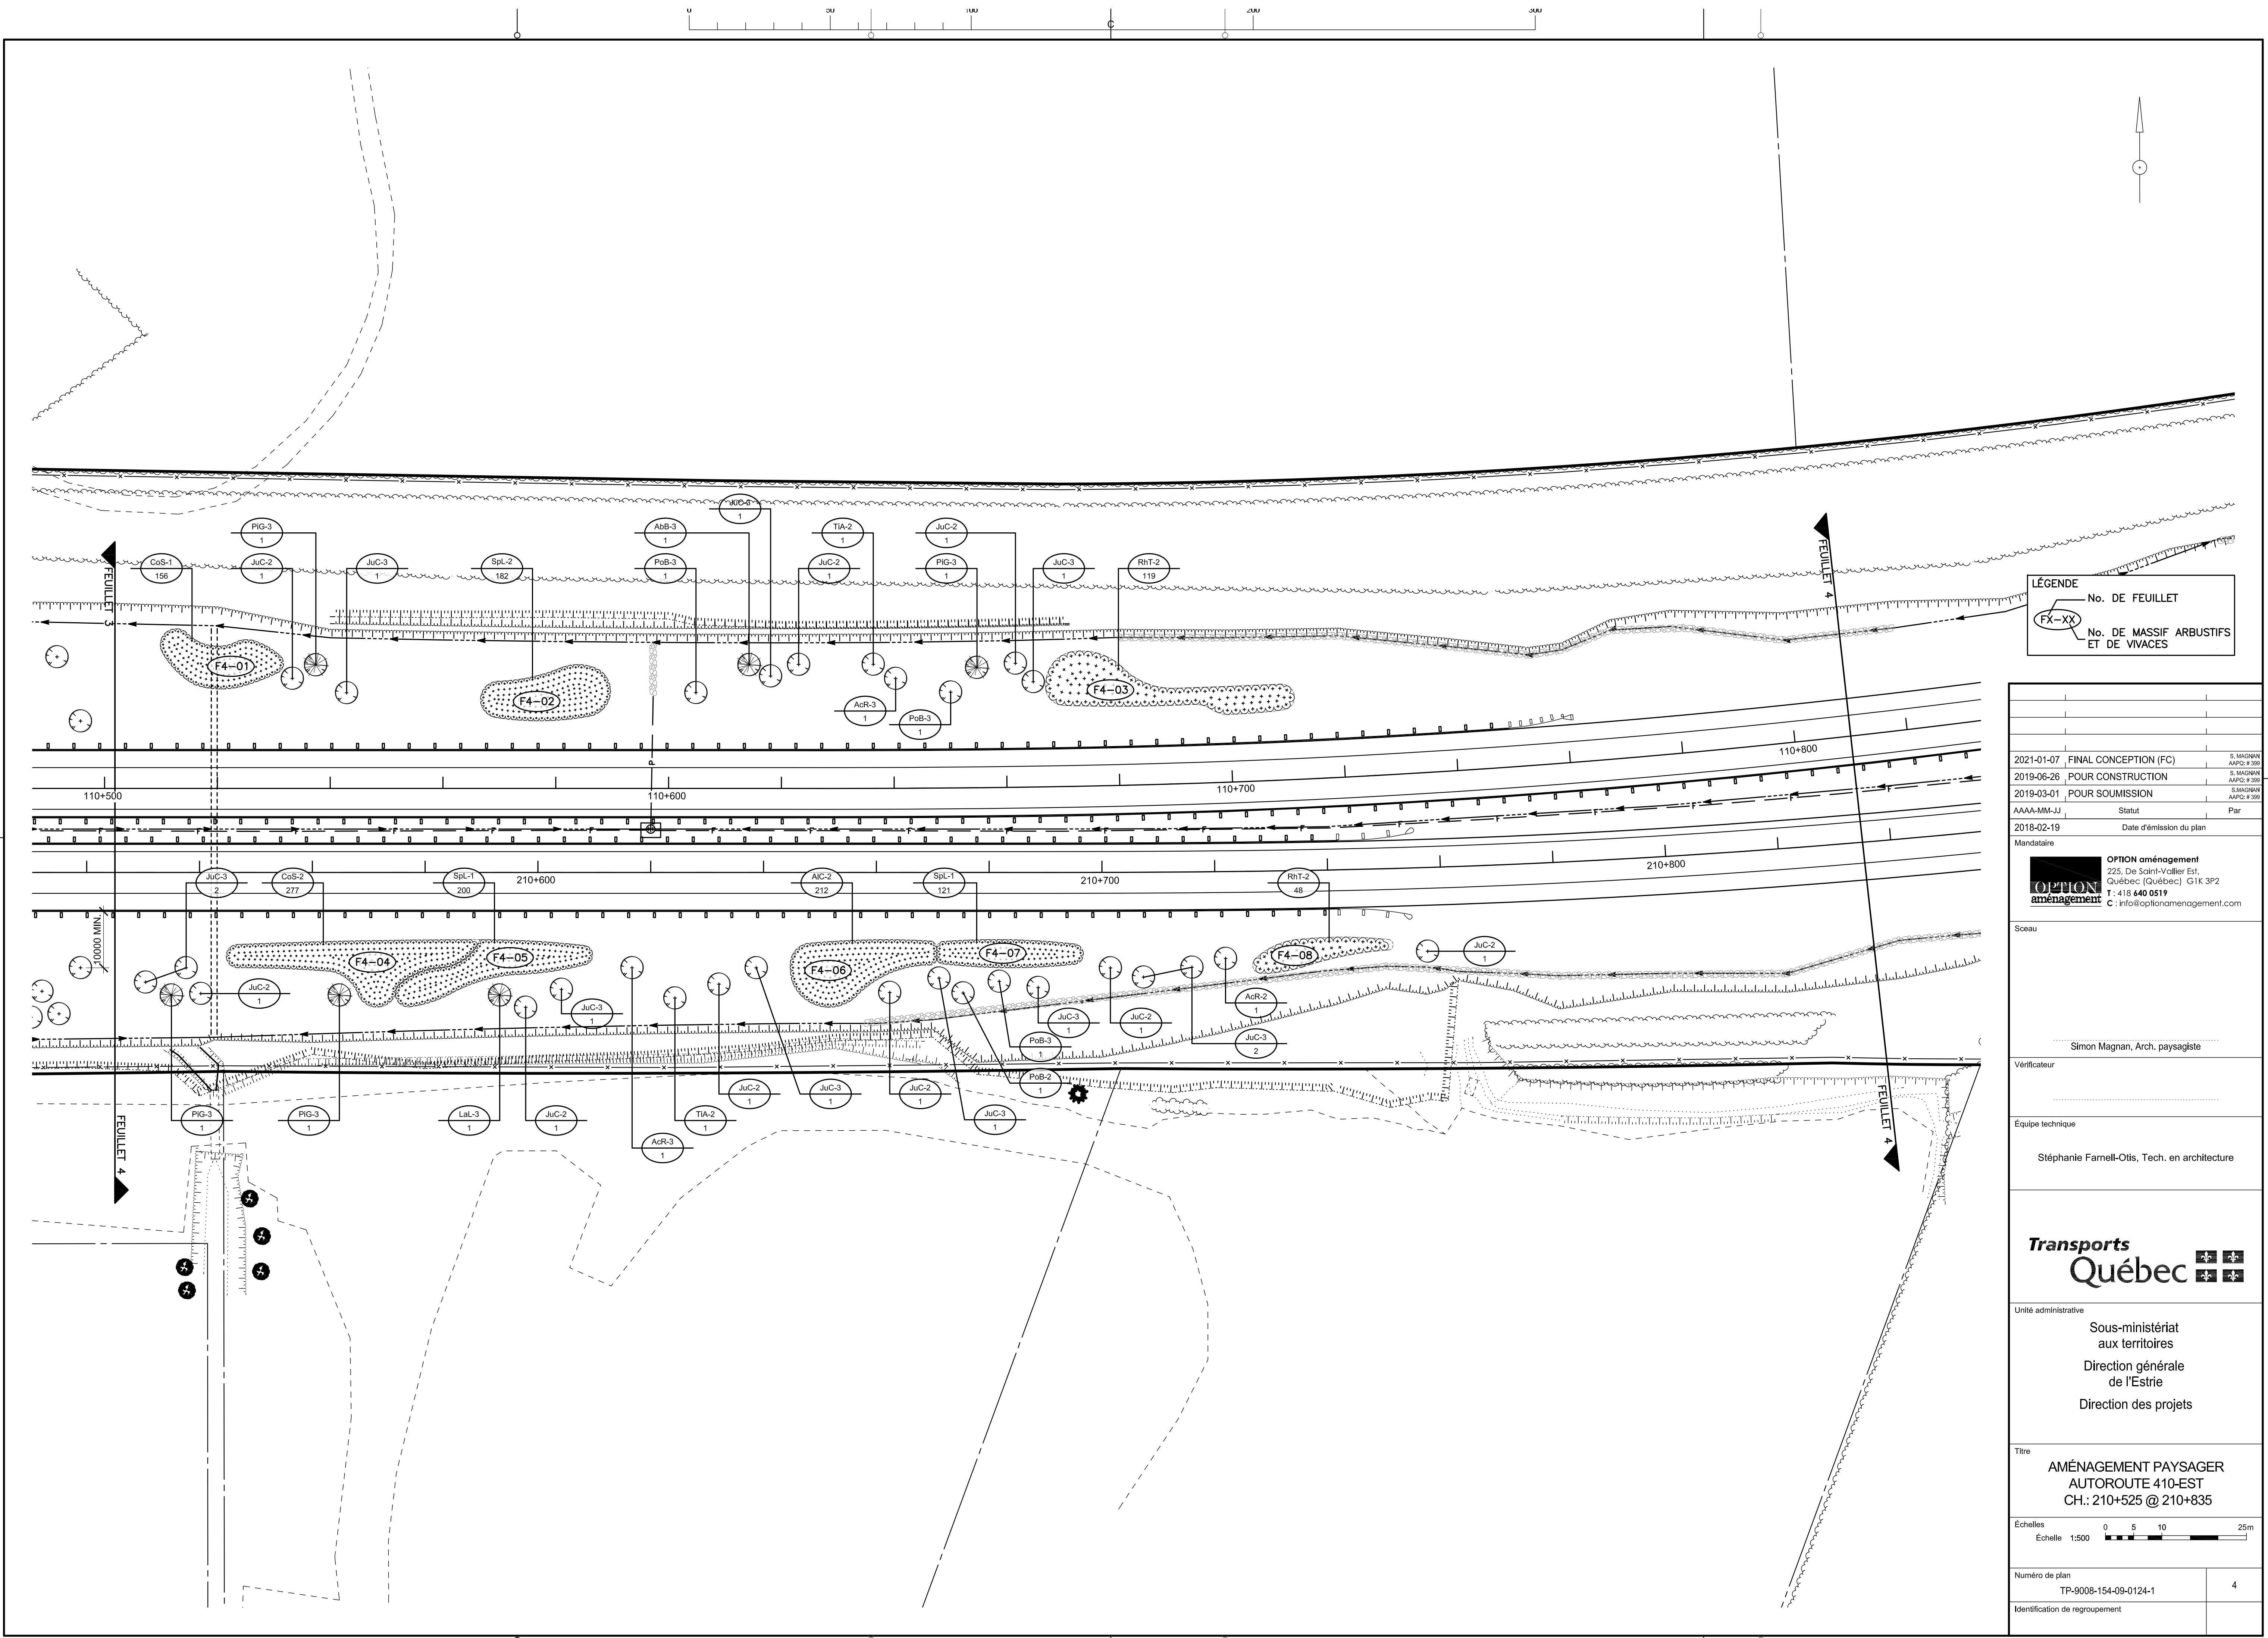 0
50
100
200
300
C
JuC-3
1
PiG-3
1
AbB-3
1
TiA-2
1
JuC-2
1
CoS-1
156
JuC-2
1
JuC-3
1
SpL-2
182
PoB-3
1
JuC-2
1
PiG-3
1
JuC-3
1
RhT-2
119
FEUILLET 3
FEUILLET 4
F4-01
F4-02
F4-03
AcR-3
1
PoB-3
1
P
110+500
110+600
110+700
110+800
F F F F F F F F F F F F F F F F F
210+600
210+700
210+800
JuC-3
2
CoS-2
277
SpL-1
200
AlC-2
212
SpL-1
121
RhT-2
48
10000 MIN.
F4-04
F4-05
F4-06
F4-07
F4-08
JuC-2
1
JuC-2
1
JuC-3
1
AcR-2
1
JuC-3
1
JuC-2
1
PoB-3
1
JuC-3
2
PoB-2
1
JuC-2
1
JuC-3
1
JuC-2
1
PiG-3
1
PiG-3
1
LaL-3
1
JuC-2
1
TiA-2
1
JuC-3
1
AcR-3
1
FEUILLET 4
FEUILLET 4
LÉGENDE
No. DE FEUILLET
FX-XX
No. DE MASSIF ARBUSTIFS
ET DE VIVACES
2021-01-07 FINAL CONCEPTION (FC) S. MAGNAN AAPQ: # 399
2019-06-26 POUR CONSTRUCTION S. MAGNAN AAPQ: # 399
2019-03-01 POUR SOUMISSION S.MAGNAN AAPQ: # 399
AAAA-MM-JJ Statut Par
2018-02-19 Date d'émission du plan
Mandataire
OPTION
aménagement
OPTION aménagement
225, De Saint-Vallier Est,
Québec (Québec) G1K 3P2
T : 418 640 0519
C : info@optionamenagement.com
Sceau
Simon Magnan, Arch. paysagiste
Vérificateur
Équipe technique
Stéphanie Farnell-Otis, Tech. en architecture
Transports
Québec
Unité administrative
Sous-ministériat
aux territoires
Direction générale
de l'Estrie
Direction des projets
Titre
AMÉNAGEMENT PAYSAGER
AUTOROUTE 410-EST
CH.: 210+525 @ 210+835
Échelles
Échelle 1:500 0 5 10 25m
Numéro de plan
TP-9008-154-09-0124-1
4
Identification de regroupement